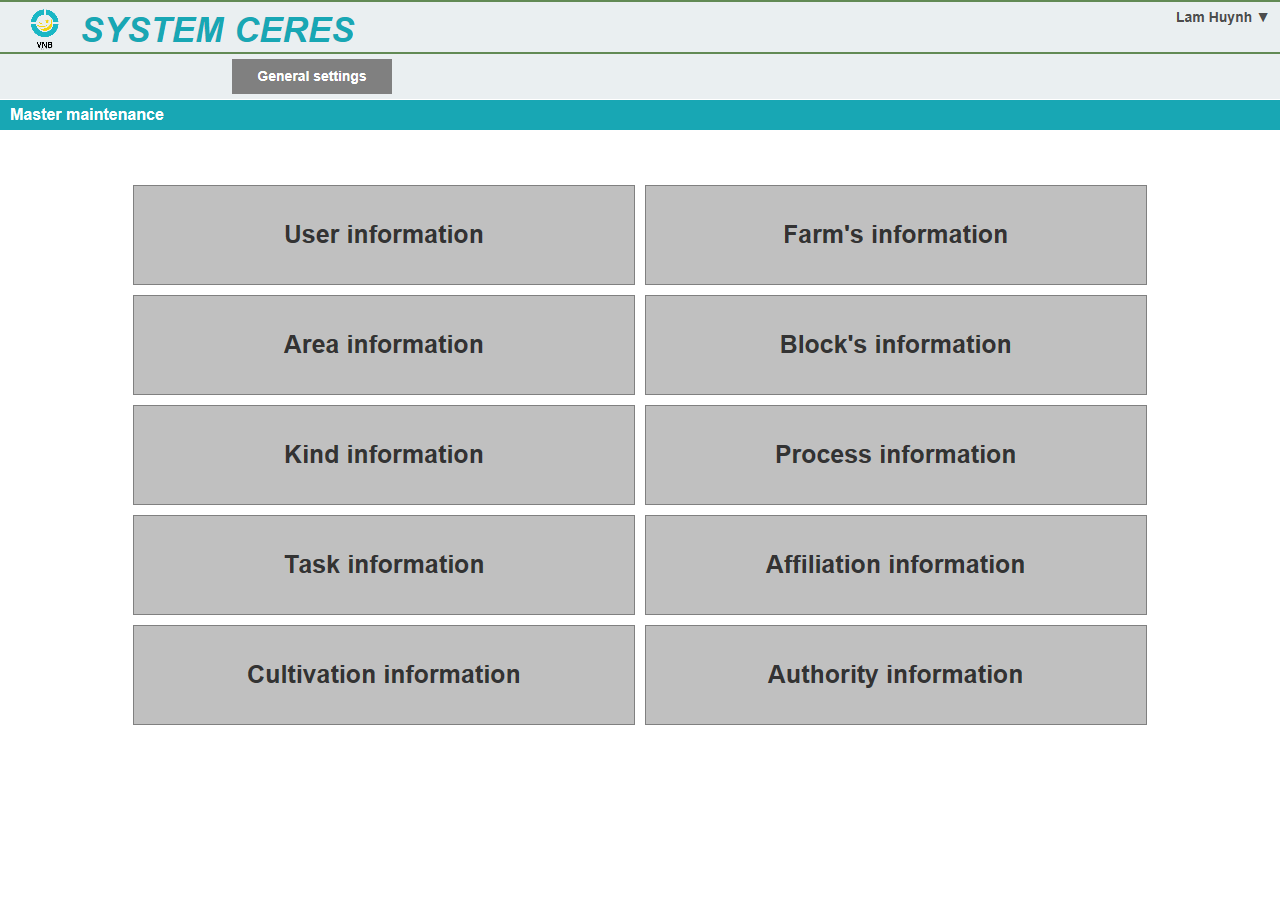 VNB
SYSTEM CERES
Lam Huynh ▼
General settings
Master maintenance
User information
Farm's information
Area information
Block's information
Kind information
Process information
Task information
Affiliation information
Cultivation information
Authority information